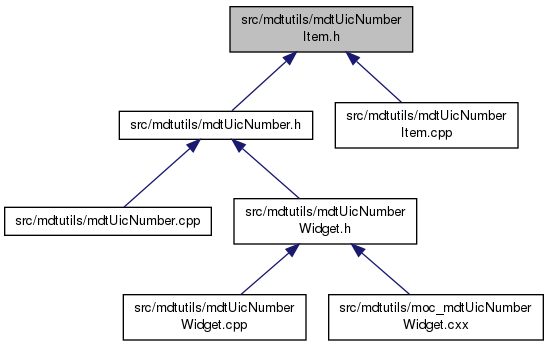 src/mdtutils/mdtUicNumber
Item.h
src/mdtutils/mdtUicNumber.h
src/mdtutils/mdtUicNumber
Item.cpp
src/mdtutils/mdtUicNumber.cpp
src/mdtutils/mdtUicNumber
Widget.h
src/mdtutils/mdtUicNumber
Widget.cpp
src/mdtutils/moc_mdtUicNumber
Widget.cxx